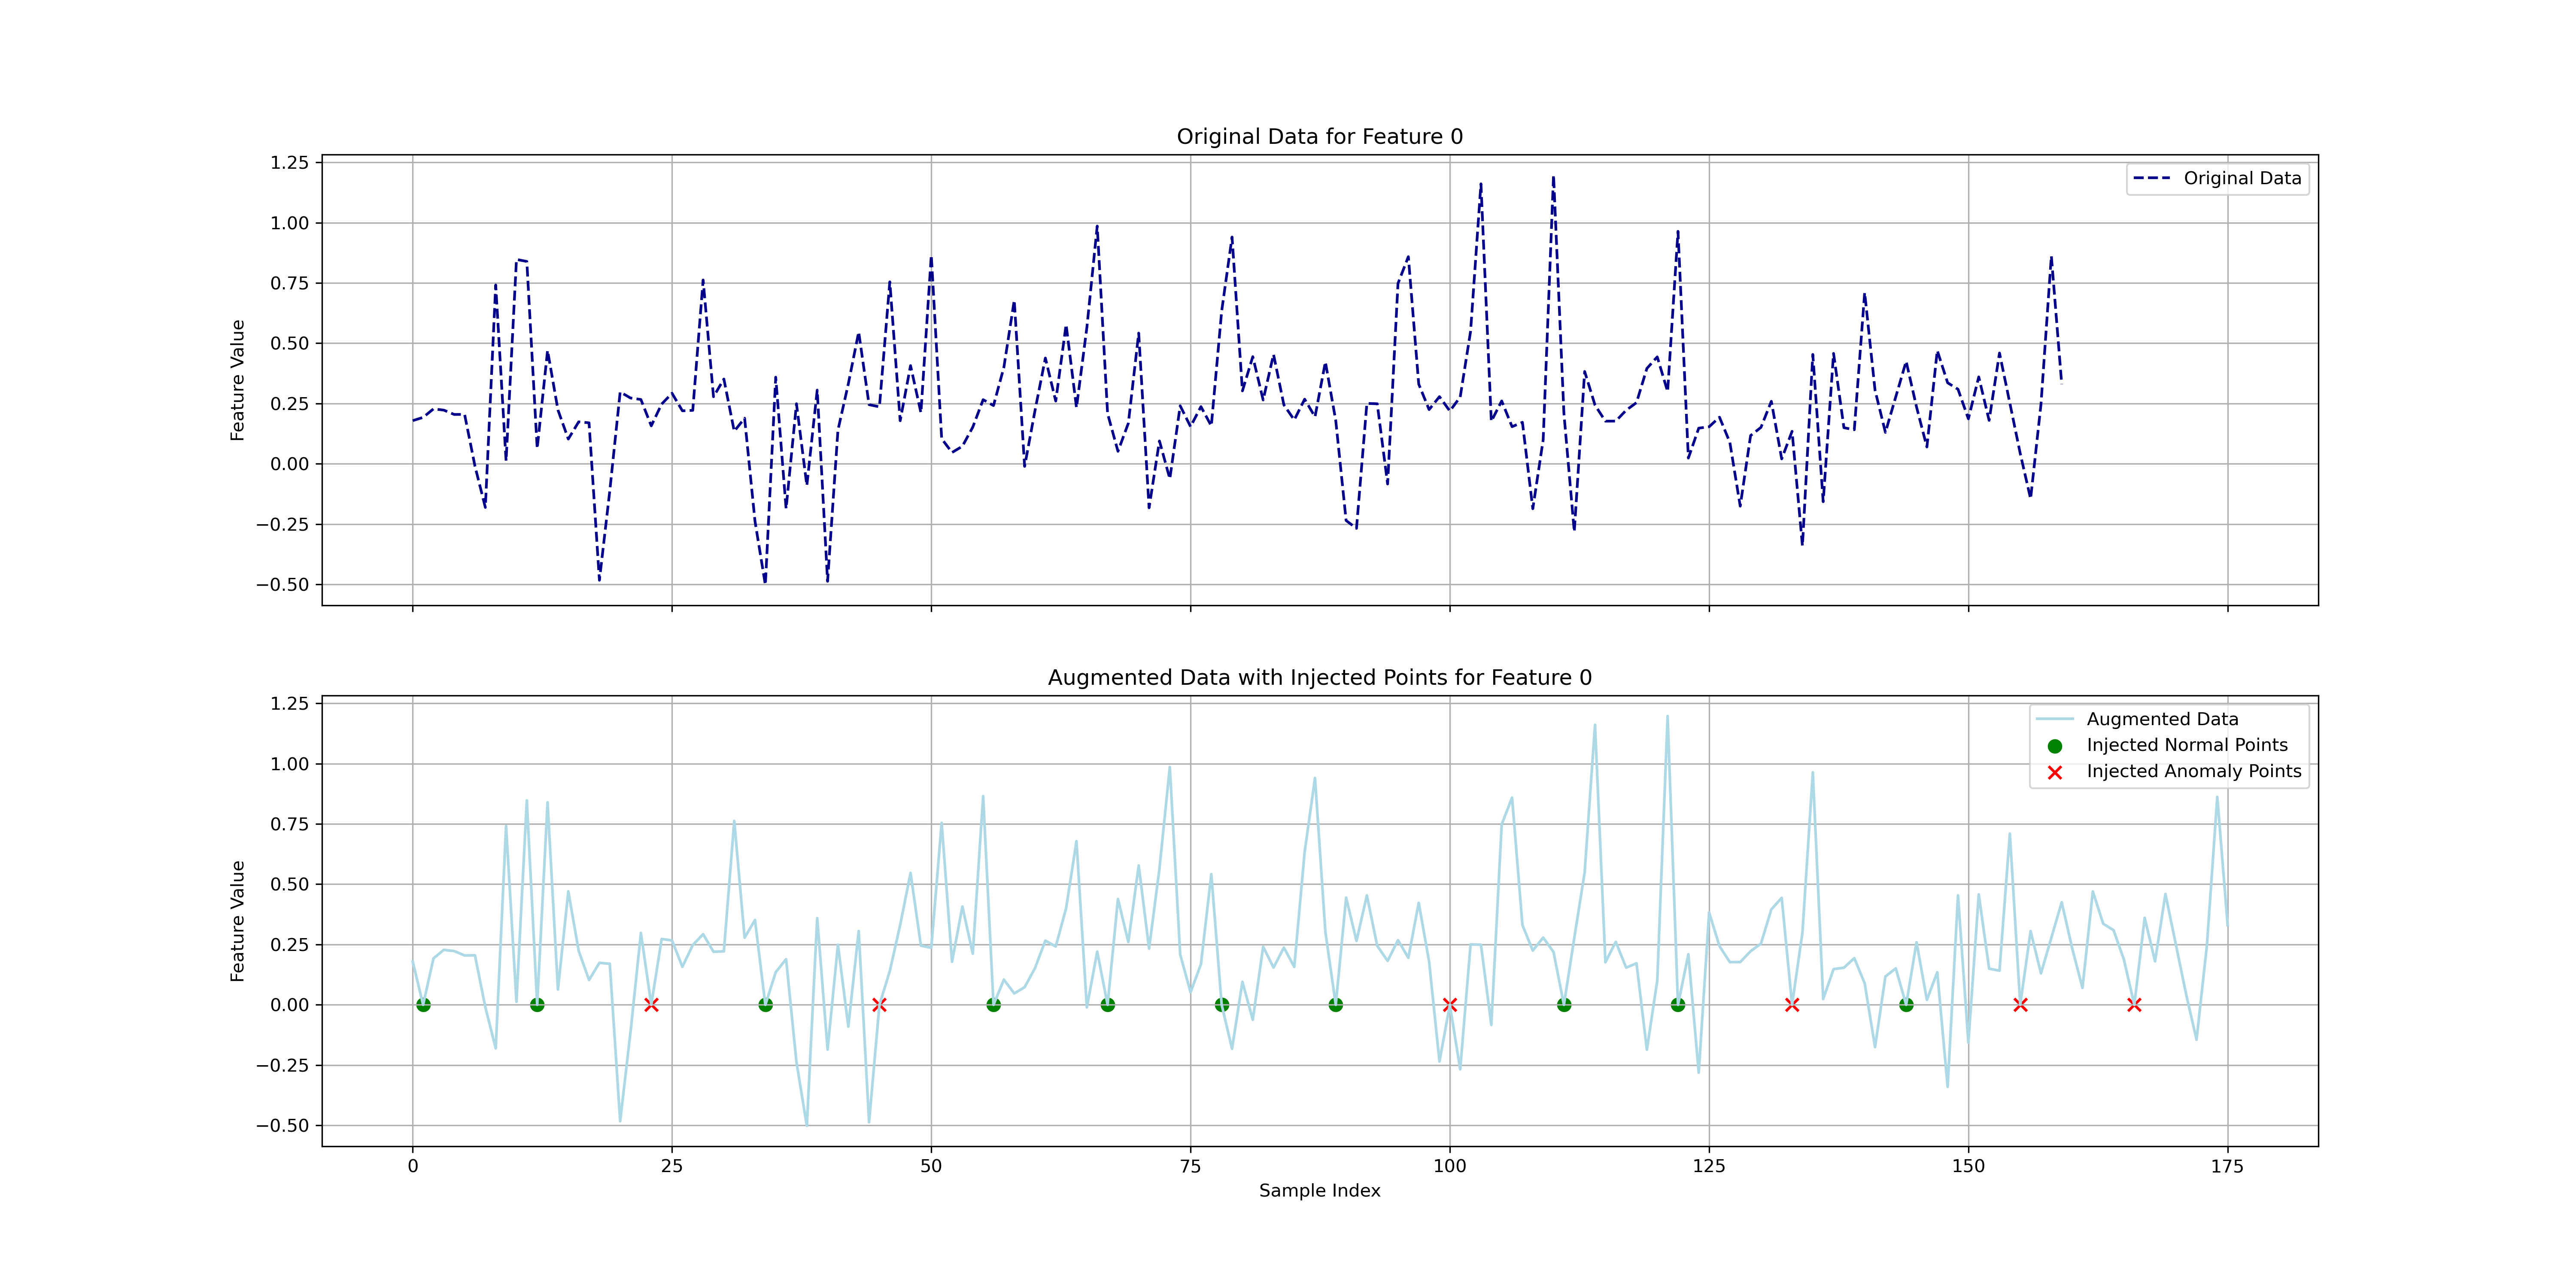 Original Data for Feature 0
1.25
1.00
0.75
0.50
0.25
0.00
−0.25
−0.50
Feature Value
Original Data
Augmented Data with Injected Points for Feature 0
1.25
1.00
0.75
0.50
0.25
0.00
−0.25
−0.50
Feature Value
Augmented Data
Injected Normal Points
Injected Anomaly Points
0 25 50 75 100 125 150 175
Sample Index